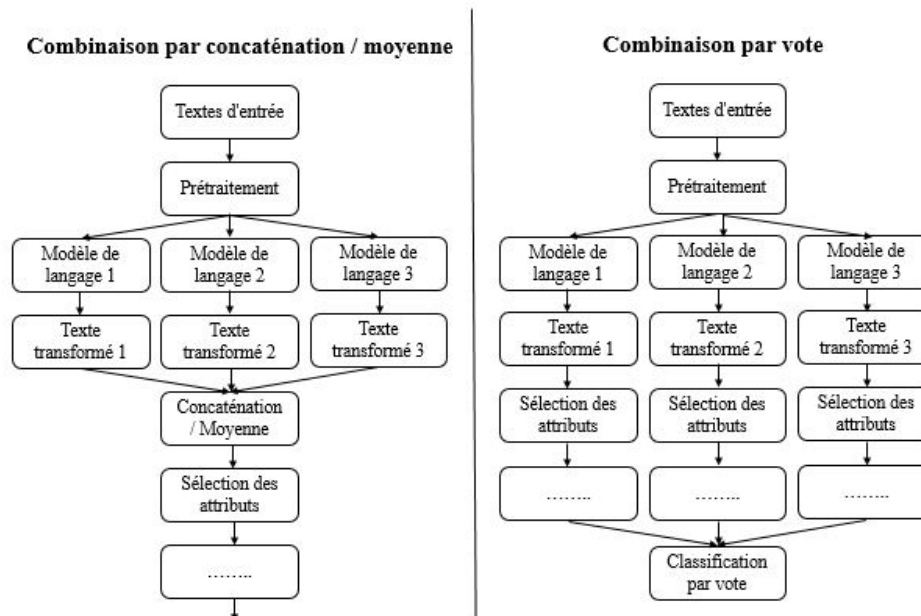 Combinaison par concaténation / moyenne
Textes d'entrée
Prétraitement
Modèle de
langage 1
Modèle de
langage 2
Modèle de
langage 3
Texte
transformé 1
Texte
transformé 2
Texte
transformé 3
Concaténation
/ Moyenne
Sélection des
attributs
……..
Combinaison par vote
Textes d'entrée
Prétraitement
Modèle de
langage 1
Modèle de
langage 2
Modèle de
langage 3
Texte
transformé 1
Texte
transformé 2
Texte
transformé 3
Sélection des
attributs
Sélection des
attributs
Sélection des
attributs
……..
……..
……..
Classification
par vote